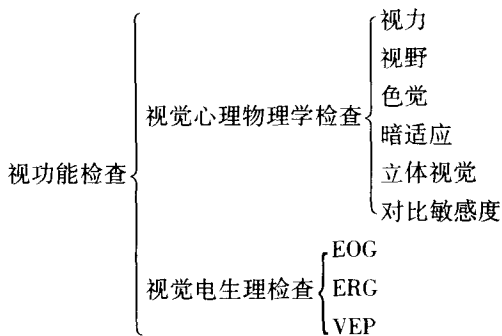 视力
视野
色觉
视觉心理物理学检查
暗适应
立体视觉
视功能检查
对比敏感度
EOG
视觉电生理检查
ERG
VEP